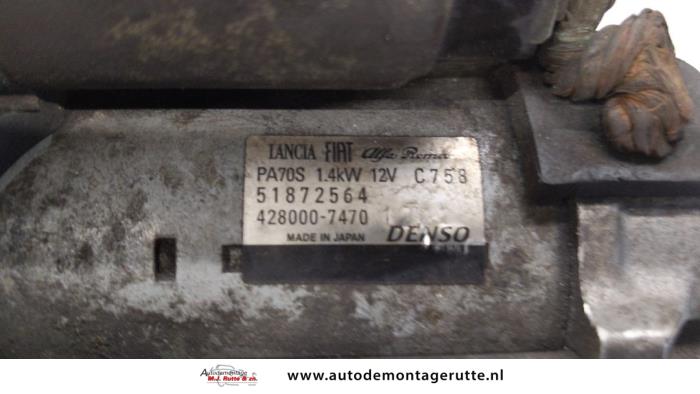 LANCIA FIAT Alfa Romeo
PA70S 1.4kW 12V C758
51872564
428000-7470
MADE IN JAPAN DENSO
Autodemontage
M.J. Rutte & zn.
www.autodemontagerutte.nl